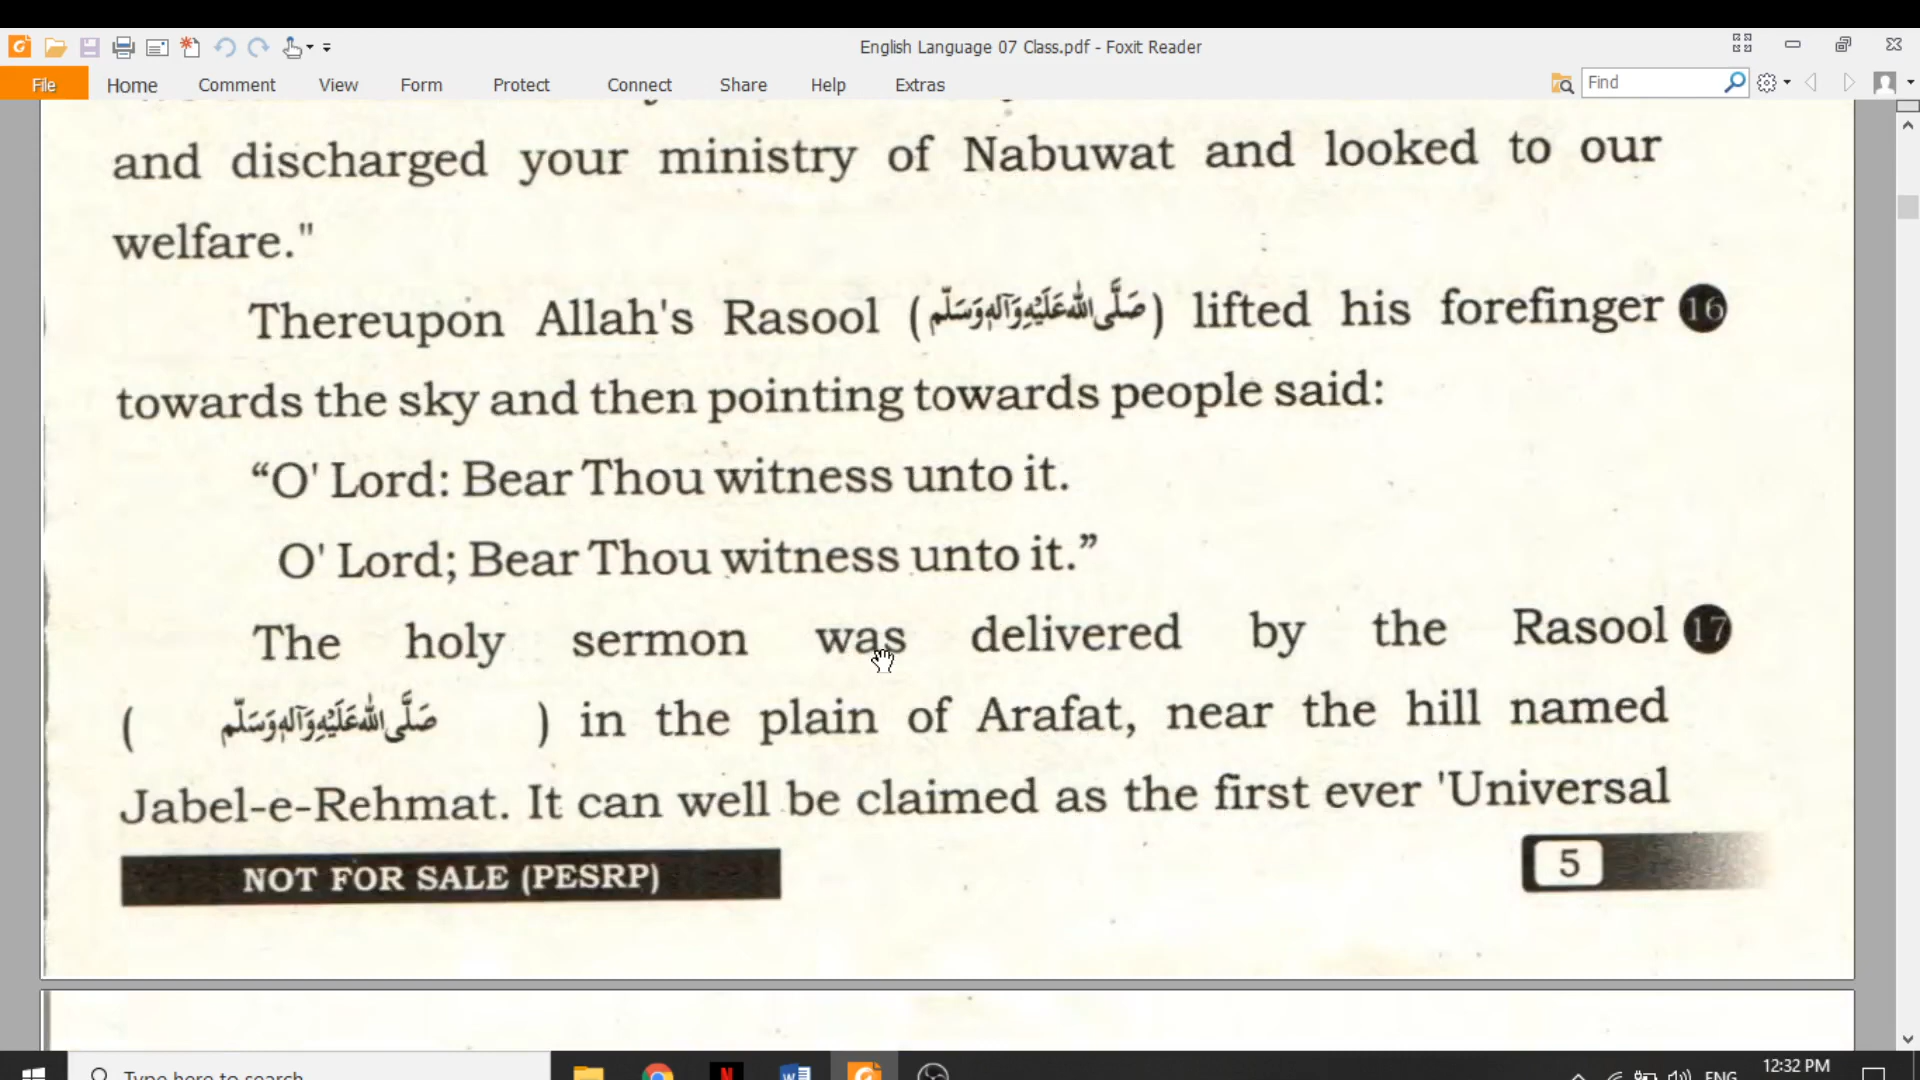 English Language 07 Class.pdf - Foxit Reader
File Home Comment View Form Protect Connect Share Help Extras Find
and discharged your ministry of Nabuwat and looked to our
welfare."
Thereupon Allah's Rasool (صَلَّى اللهُ عَلَيْهِ وَآلِهٖ وَسَلَّم) lifted his forefinger 16
towards the sky and then pointing towards people said:
“O' Lord: Bear Thou witness unto it.
O' Lord; Bear Thou witness unto it.”
The holy sermon was delivered by the Rasool 17
( صَلَّى اللهُ عَلَيْهِ وَآلِهٖ وَسَلَّم ) in the plain of Arafat, near the hill named
Jabel-e-Rehmat. It can well be claimed as the first ever 'Universal
NOT FOR SALE (PESRP) 5
Type here to search ENG 12:32 PM